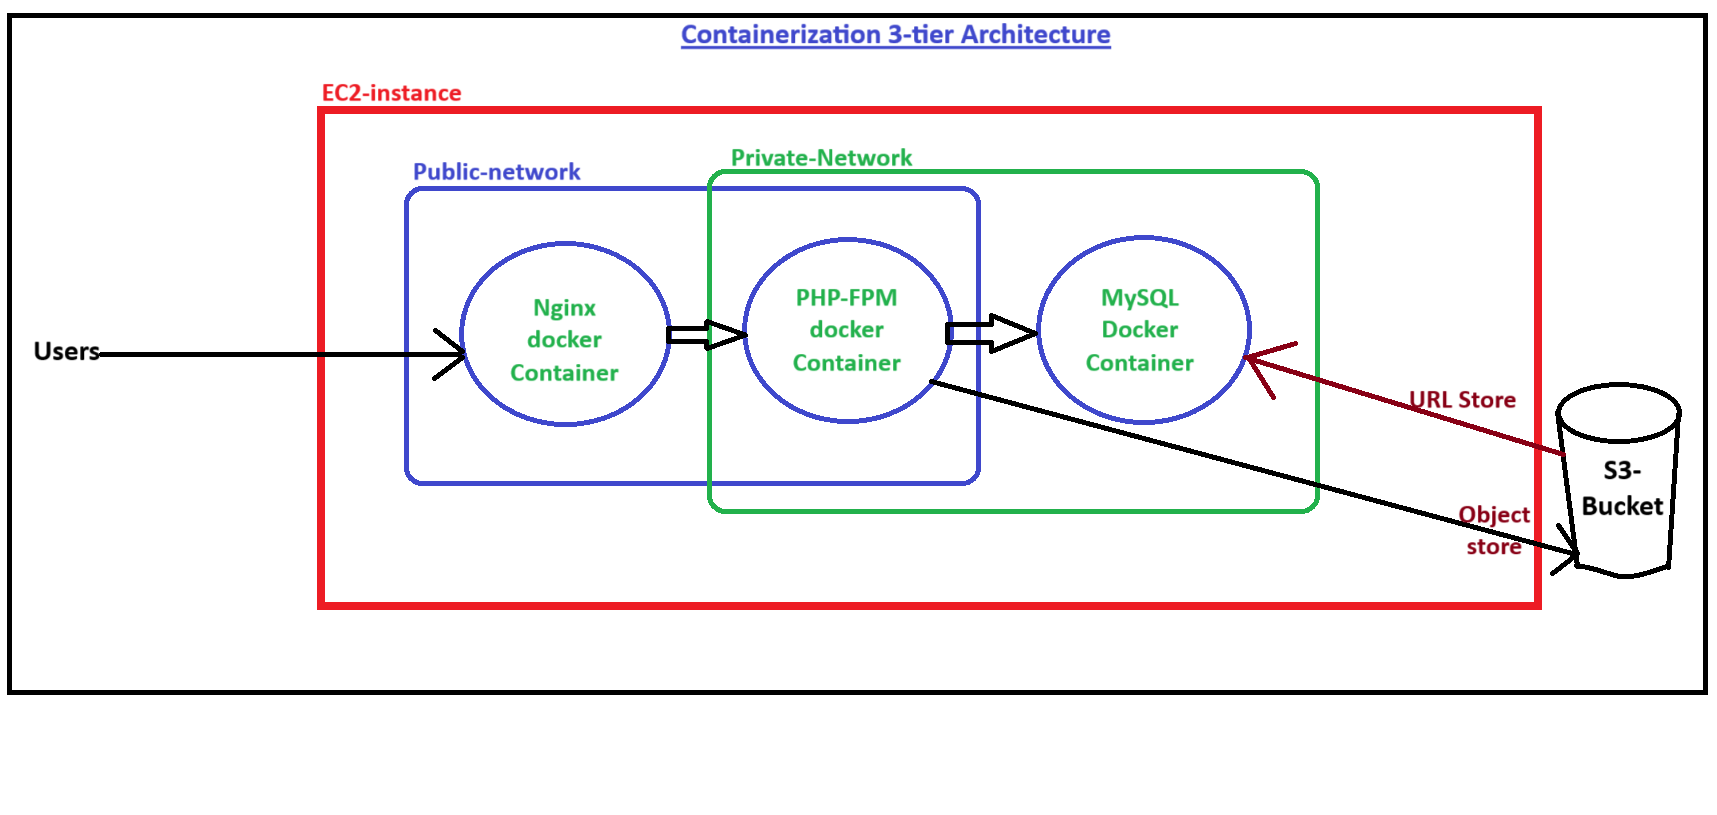 Containerization 3-tier Architecture
EC2-instance
Public-network
Private-Network
Users
Nginx
docker
Container
PHP-FPM
docker
Container
MySQL
Docker
Container
URL Store
S3-
Bucket
Object
store